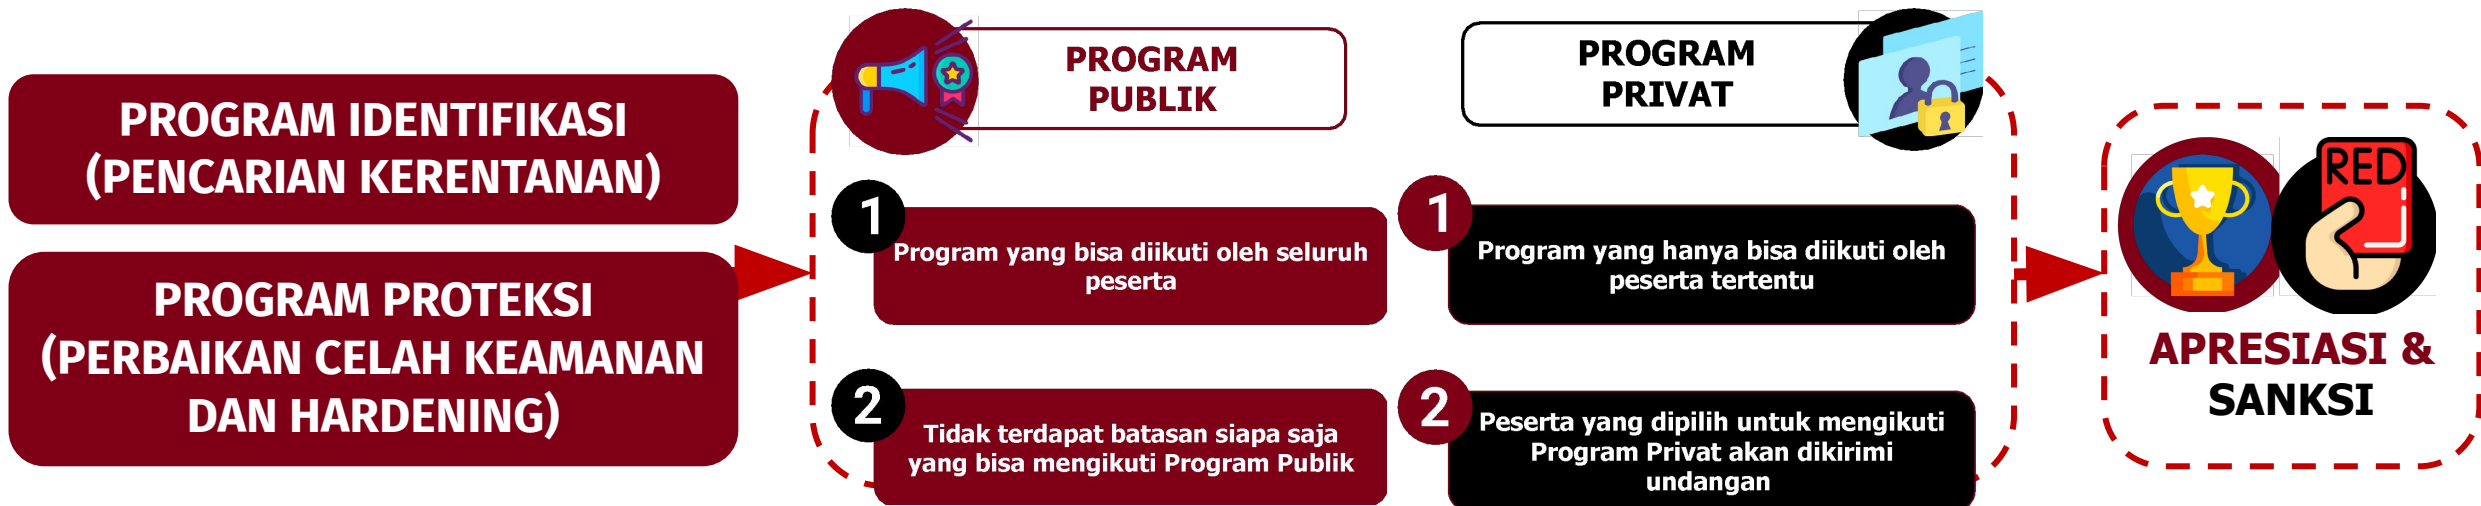 PROGRAM IDENTIFIKASI
(PENCARIAN KERENTANAN)
PROGRAM PROTEKSI
(PERBAIKAN CELAH KEAMANAN
DAN HARDENING)
PROGRAM
PUBLIK
1
Program yang bisa diikuti oleh seluruh
peserta
2
Tidak terdapat batasan siapa saja
yang bisa mengikuti Program Publik
PROGRAM
PRIVAT
1
Program yang hanya bisa diikuti oleh
peserta tertentu
2
Peserta yang dipilih untuk mengikuti
Program Privat akan dikirimi
undangan
RED
APRESIASI &
SANKSI